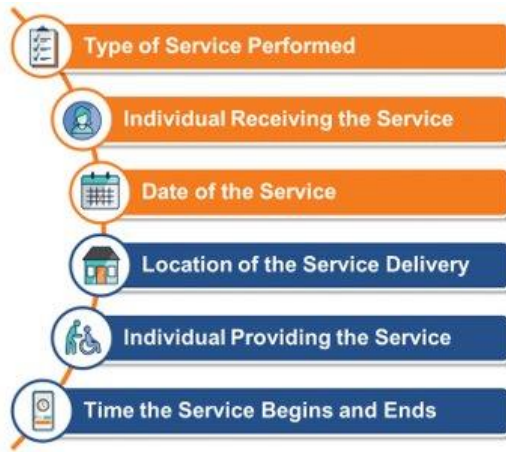 Type of Service Performed
Individual Receiving the Service
Date of the Service
Location of the Service Delivery
Individual Providing the Service
Time the Service Begins and Ends